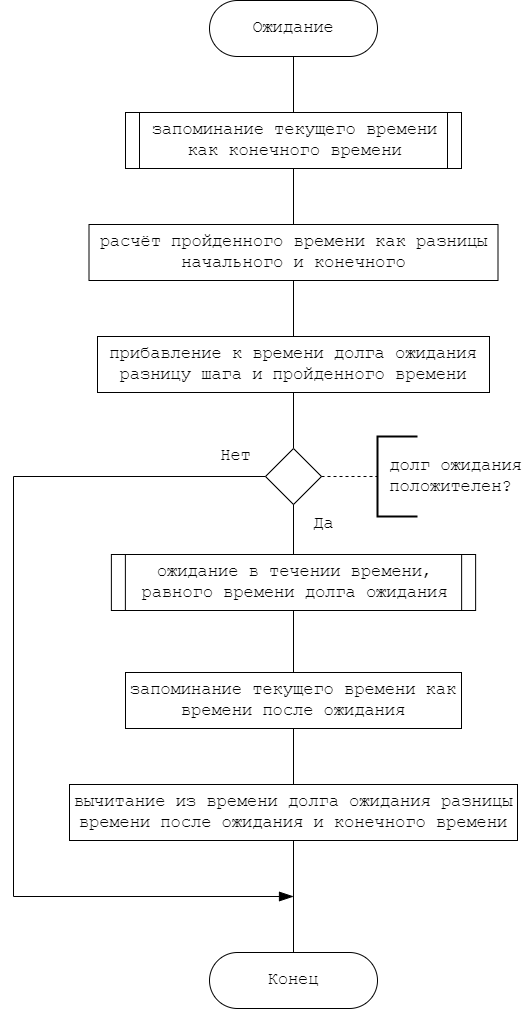 Ожидание
запоминание текущего времени
как конечного времени
расчёт пройденного времени как разницы
начального и конечного
прибавление к времени долга ожидания
разницу шага и пройденного времени
Нет
долг ожидания
положителен?
Да
ожидание в течении времени,
равного времени долга ожидания
запоминание текущего времени как
времени после ожидания
вычитание из времени долга ожидания разницы
времени после ожидания и конечного времени
Конец